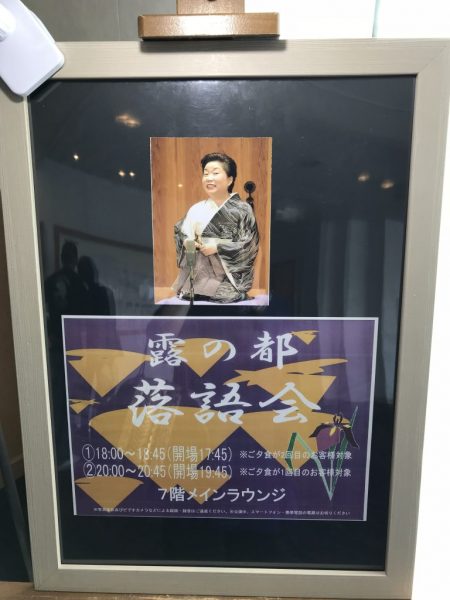 露の都
落語会
①18:00〜18:45(開場17:45) ※ご夕食が2回目のお客様対象
②20:00〜20:45(開場19:45) ※ご夕食が1回目のお客様対象
7階メインラウンジ